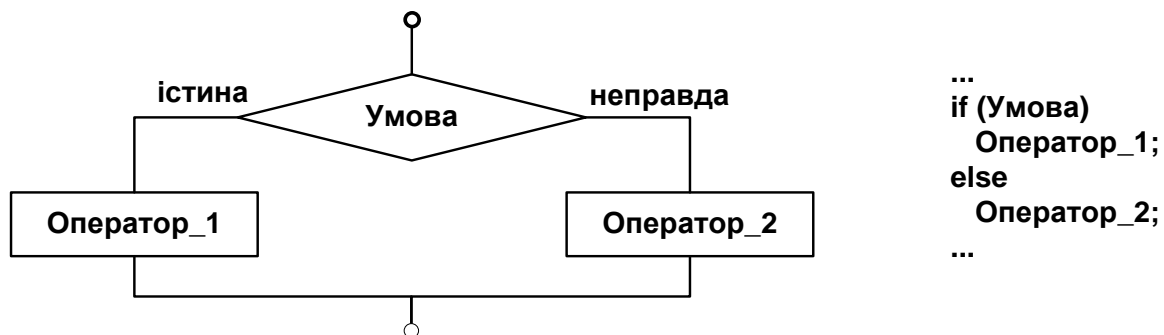 істина
Умова
неправда
Оператор_1
Оператор_2
...
if (Умова)
Оператор_1;
else
Оператор_2;
...